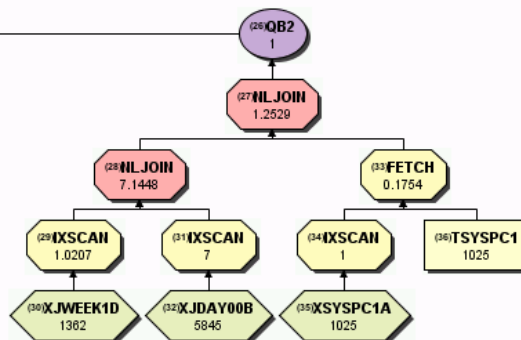 (26)QB2
1
(27)NLJOIN
1.2529
(28)NLJOIN
7.1448
(33)FETCH
0.1754
(29)IXSCAN
1.0207
(31)IXSCAN
7
(34)IXSCAN
1
(36)TSYSPC1
1025
(30)XJWEEK1D
1362
(32)XJDAY00B
5845
(35)XSYSPC1A
1025